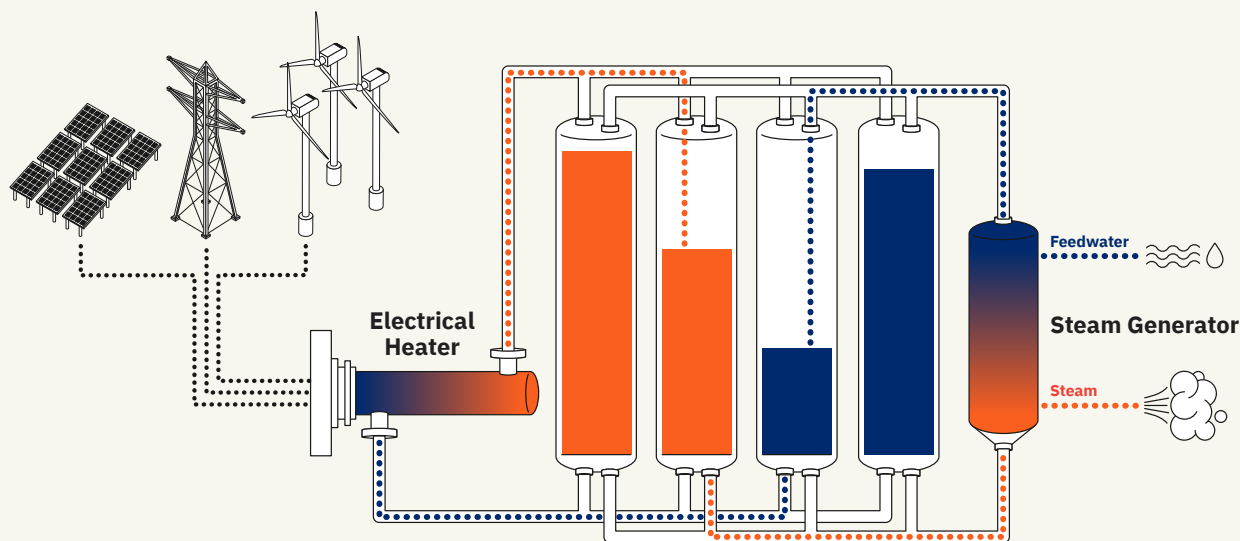 Electrical
Heater
Feedwater
Steam Generator
Steam